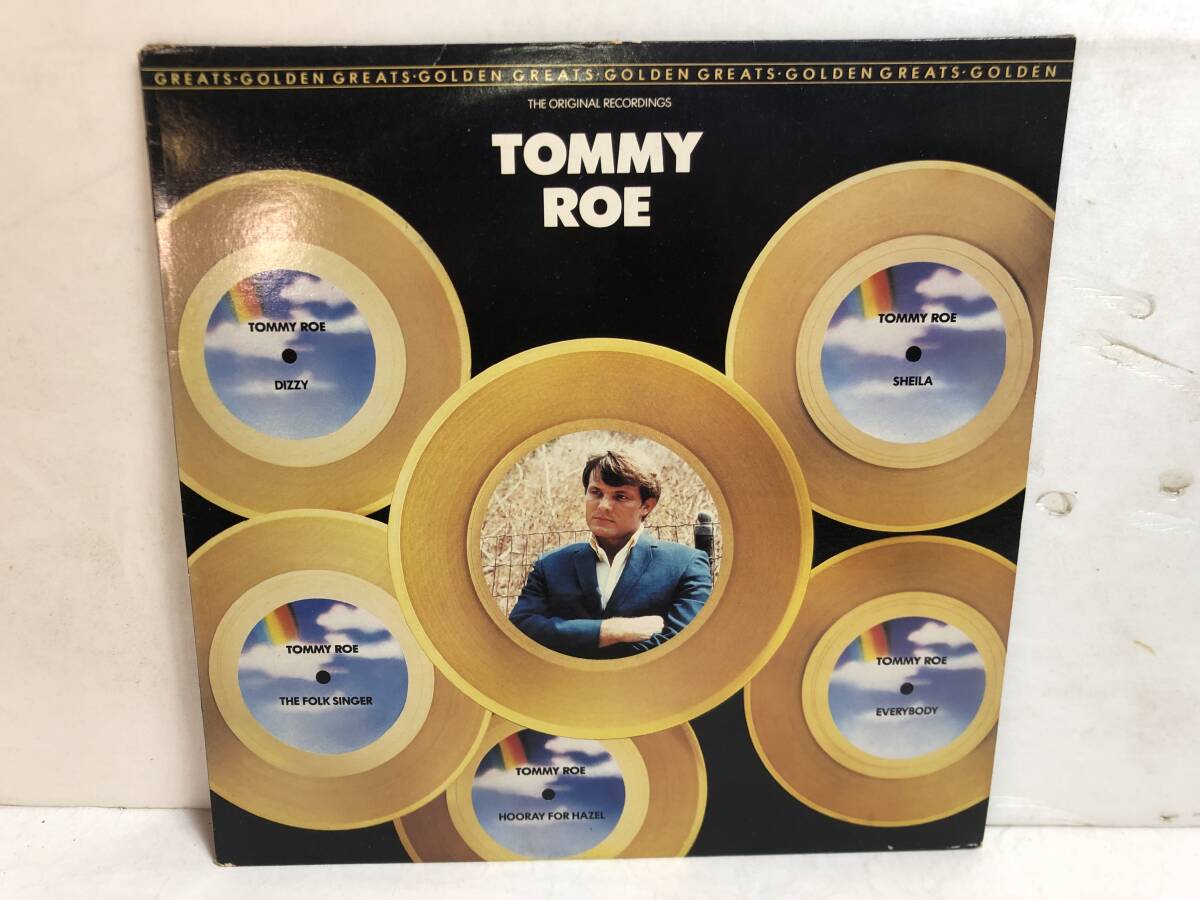 GREATS·GOLDEN GREATS·GOLDEN GREATS·GOLDEN GREATS·GOLDEN GREATS·GOLDEN
THE ORIGINAL RECORDINGS
TOMMY
ROE
TOMMY ROE
DIZZY
TOMMY ROE
SHEILA
TOMMY ROE
THE FOLK SINGER
TOMMY ROE
EVERYBODY
TOMMY ROE
HOORAY FOR HAZEL